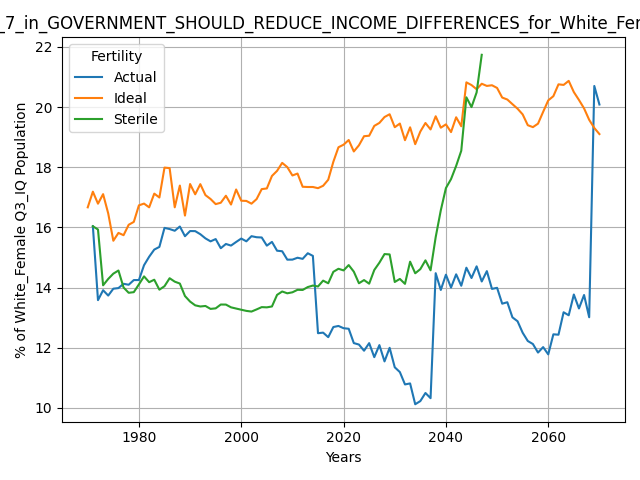 _7_in_GOVERNMENT_SHOULD_REDUCE_INCOME_DIFFERENCES_for_White_Fe
Fertility
Actual
Ideal
Sterile
% of White_Female Q3_IQ Population
22
20
18
16
14
12
10
1980 2000 2020 2040 2060
Years